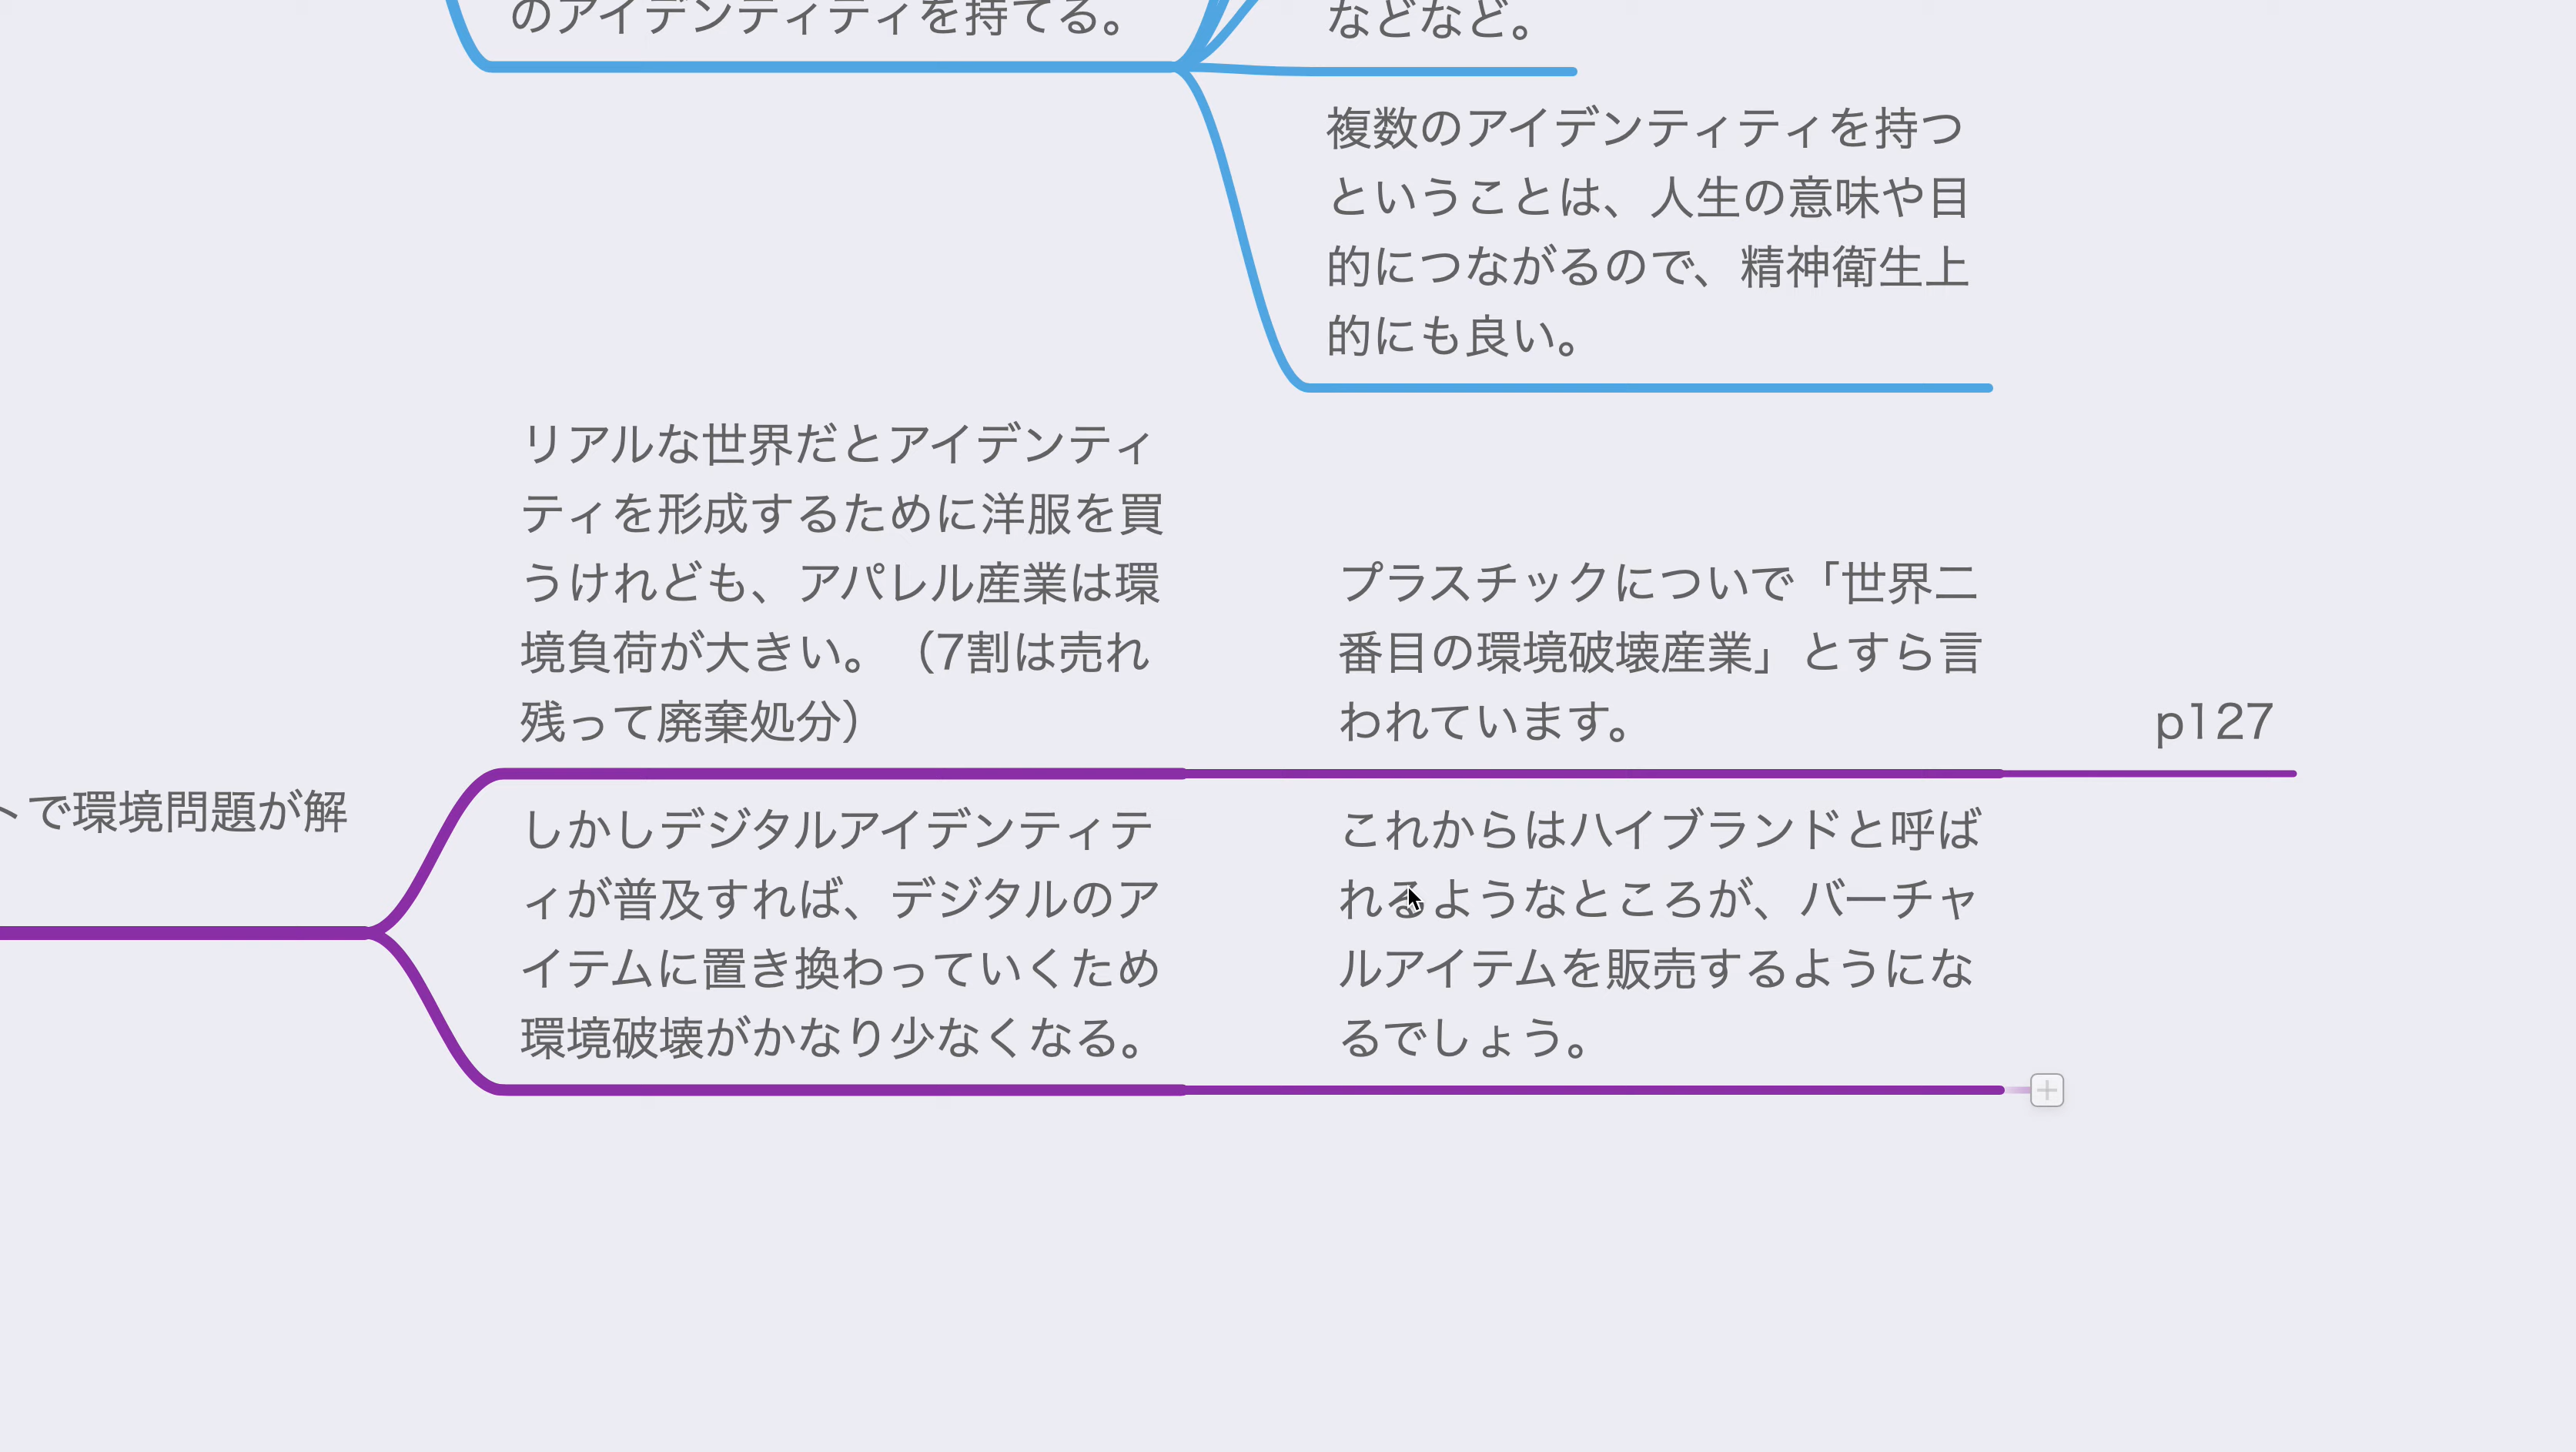 のアイデンティティを持てる。
などなど。
複数のアイデンティティを持つ
ということは、人生の意味や目
的につながるので、精神衛生上
的にも良い。
リアルな世界だとアイデンティ
ティを形成するために洋服を買
うけれども、アパレル産業は環
境負荷が大きい。（7割は売れ
残って廃棄処分）
プラスチックについで「世界二
番目の環境破壊産業」とすら言
われています。
p127
トで環境問題が解
しかしデジタルアイデンティテ
ィが普及すれば、デジタルのア
イテムに置き換わっていくため
環境破壊がかなり少なくなる。
これからはハイブランドと呼ば
れるようなところが、バーチャ
ルアイテムを販売するようにな
るでしょう。